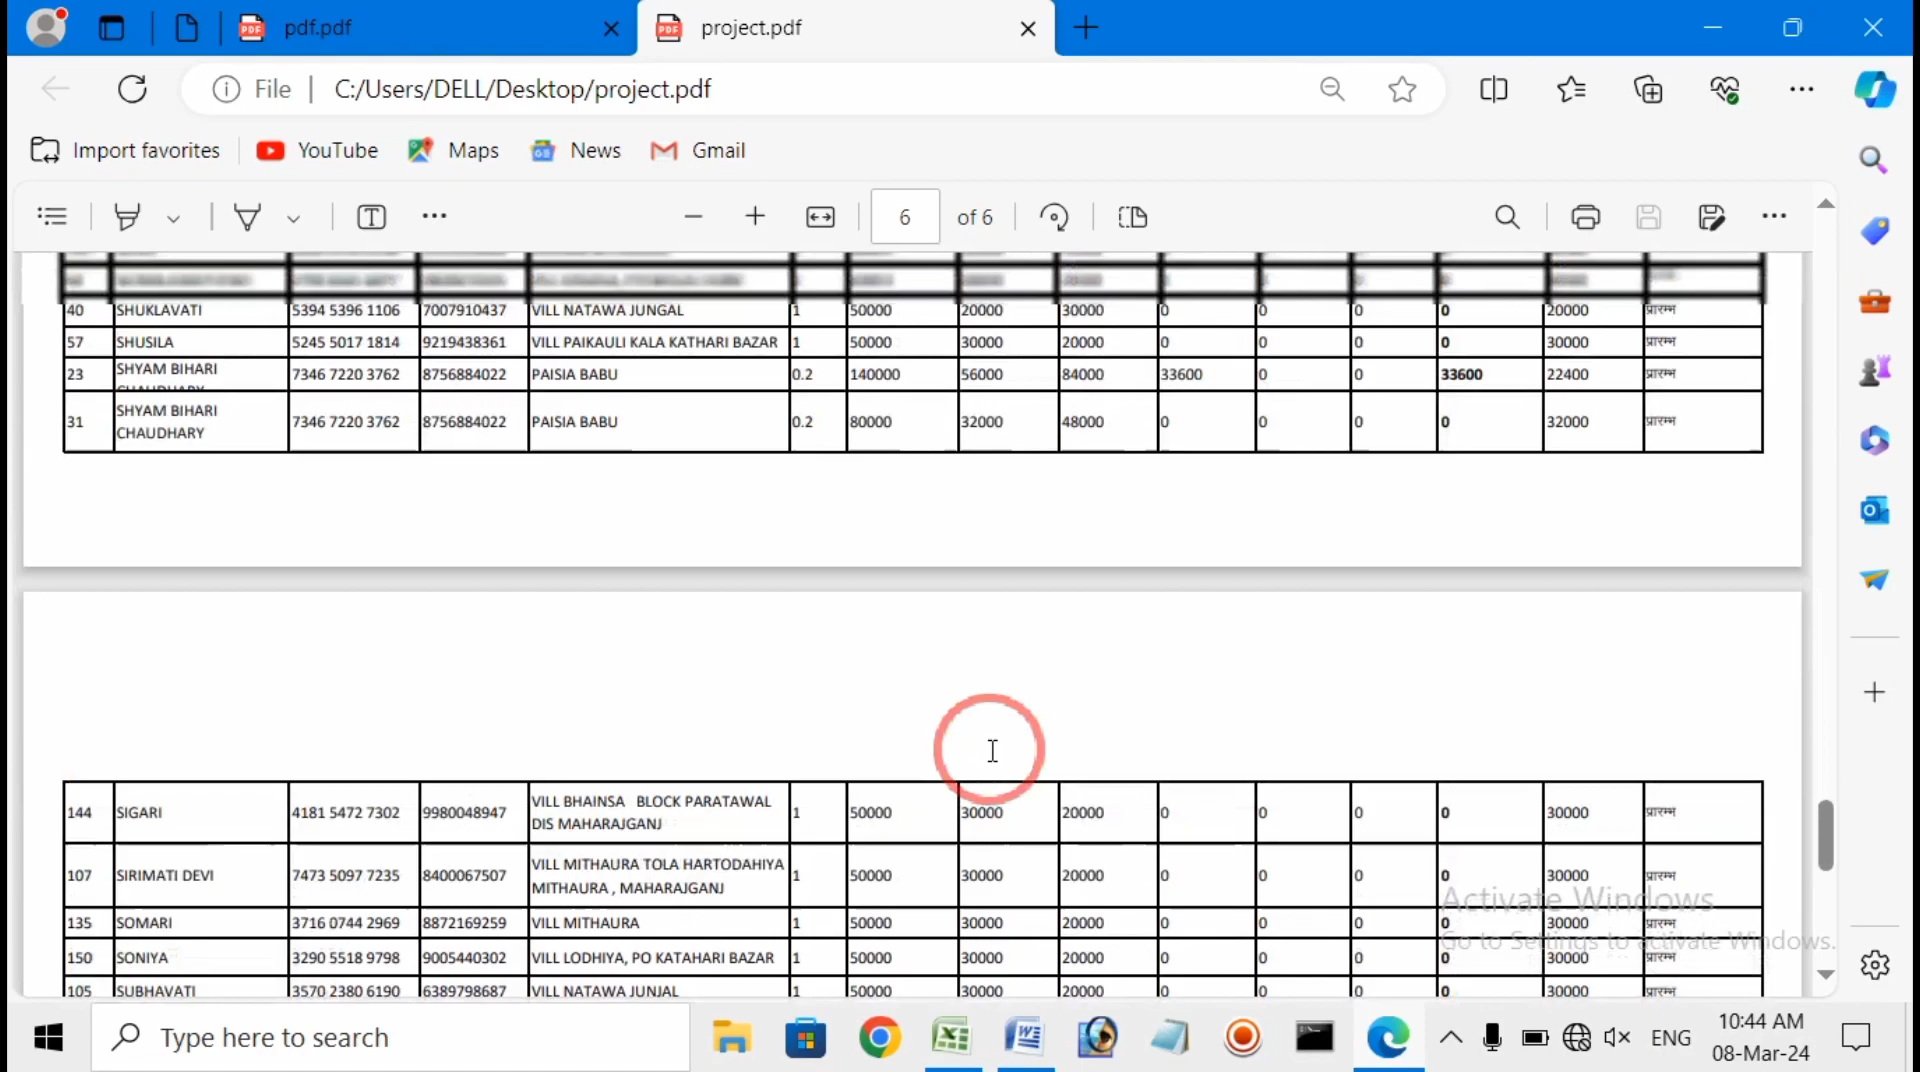 pdf.pdf project.pdf
File C:/Users/DELL/Desktop/project.pdf
Import favorites YouTube Maps News Gmail
6 of 6
40 SHUKLAVATI 5394 5396 1106 7007910437 VILL NATAWA JUNGAL 1 50000 20000 30000 0 0 0 0 20000 प्रारम्भ
57 SHUSILA 5245 5017 1814 9219438361 VILL PAIKAULI KALA KATHARI BAZAR 1 50000 30000 20000 0 0 0 0 30000 प्रारम्भ
23 SHYAM BIHARI CHAUDHARY 7346 7220 3762 8756884022 PAISIA BABU 0.2 140000 56000 84000 33600 0 0 33600 22400 प्रारम्भ
31 SHYAM BIHARI CHAUDHARY 7346 7220 3762 8756884022 PAISIA BABU 0.2 80000 32000 48000 0 0 0 0 32000 प्रारम्भ
144 SIGARI 4181 5472 7302 9980048947 VILL BHAINSA BLOCK PARATAWAL DIS MAHARAJGANJ 1 50000 30000 20000 0 0 0 0 30000 प्रारम्भ
107 SIRIMATI DEVI 7473 5097 7235 8400067507 VILL MITHAURA TOLA HARTODAHIYA MITHAURA , MAHARAJGANJ 1 50000 30000 20000 0 0 0 0 30000 प्रारम्भ
135 SOMARI 3716 0744 2969 8872169259 VILL MITHAURA 1 50000 30000 20000 0 0 0 0 30000 प्रारम्भ
150 SONIYA 3290 5518 9798 9005440302 VILL LODHIYA, PO KATAHARI BAZAR 1 50000 30000 20000 0 0 0 0 30000 प्रारम्भ
105 SUBHAVATI 3570 2380 6190 6389798687 VILL NATAWA JUNJAL 1 50000 30000 20000 0 0 0 0 30000 प्रारम्भ
Activate Windows
Go to Settings to activate Windows.
Type here to search ENG 10:44 AM
08-Mar-24